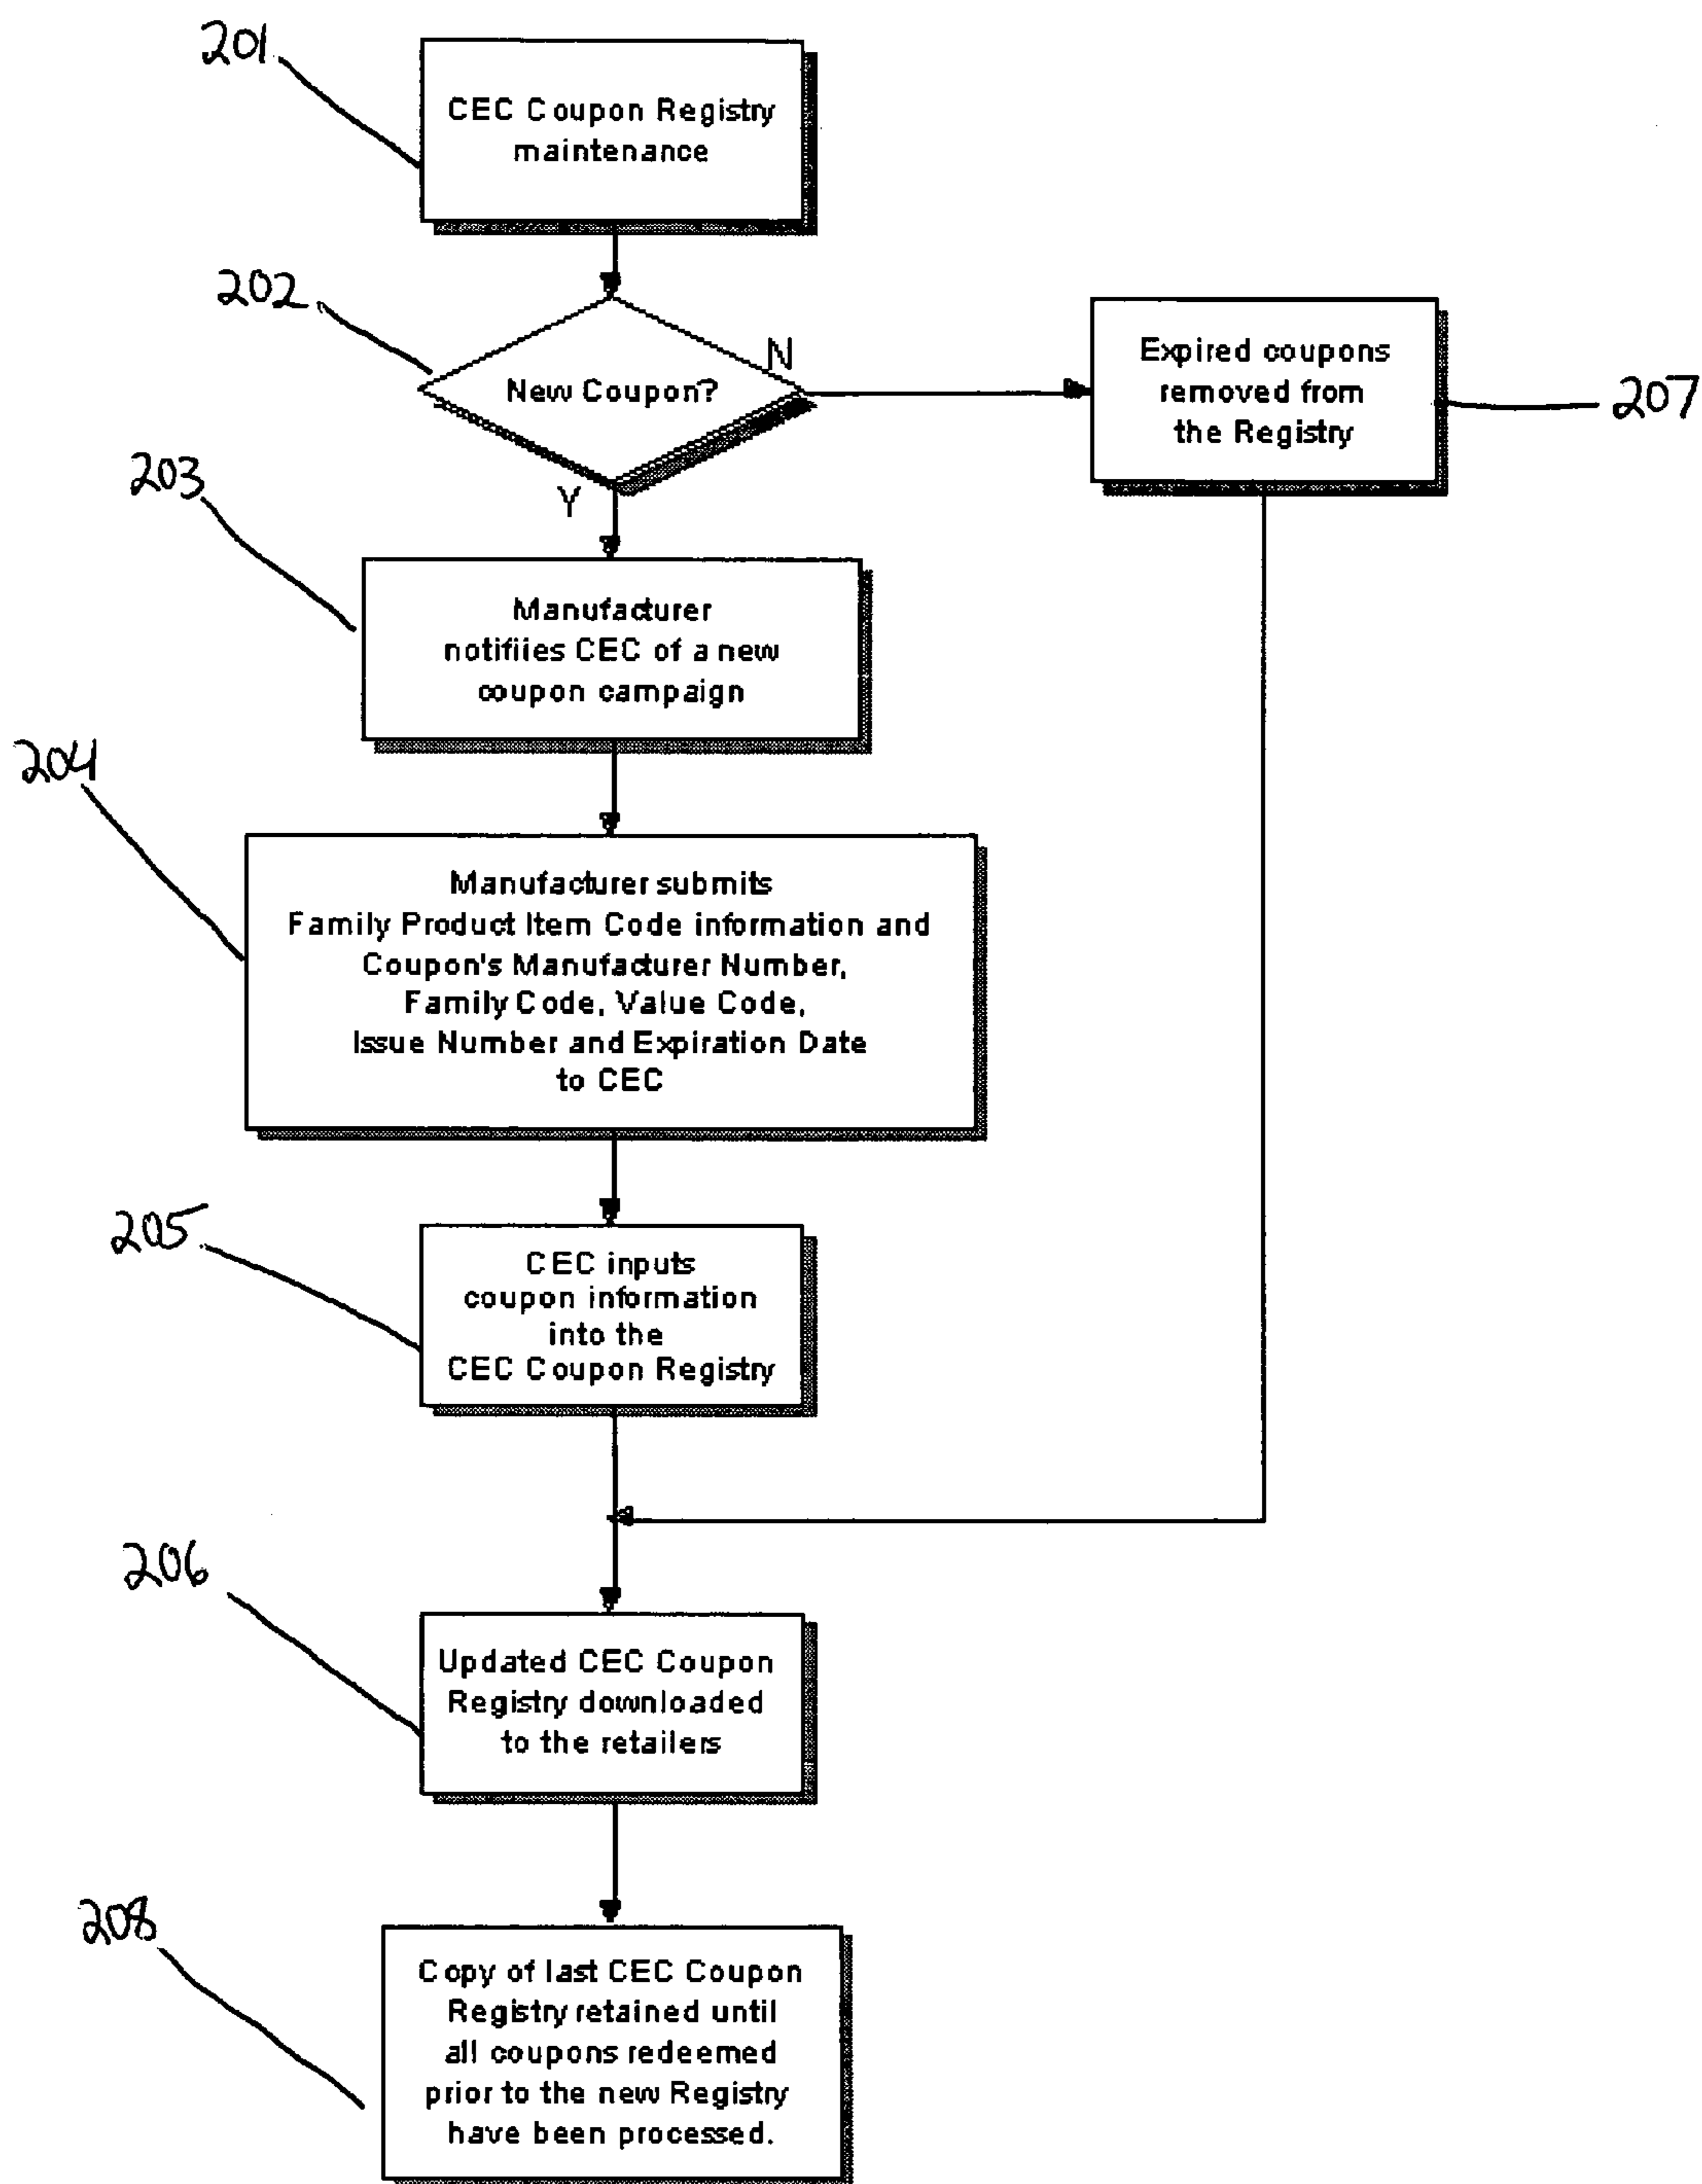 201
CEC Coupon Registry
maintenance
202
New Coupon?
N
Y
Expired coupons
removed from
the Registry
207
203
Manufacturer
notifiies CEC of a new
coupon campaign
204
Manufacturer submits
Family Product Item Code information and
Coupon's Manufacturer Number,
Family Code, Value Code,
Issue Number and Expiration Date
to CEC
205
CEC inputs
coupon information
into the
CEC Coupon Registry
206
Updated CEC Coupon
Registry downloaded
to the retailers
208
Copy of last CEC Coupon
Registry retained until
all coupons redeemed
prior to the new Registry
have been processed.